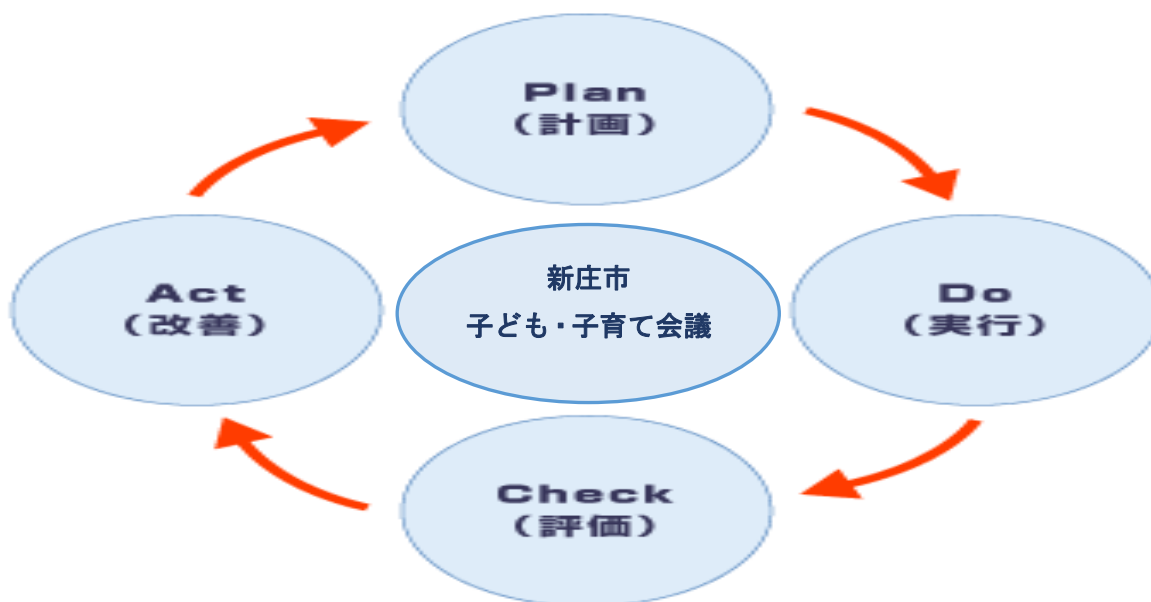 Plan
（計画）
Act
（改善）
新庄市
子ども・子育て会議
Do
（実行）
Check
（評価）